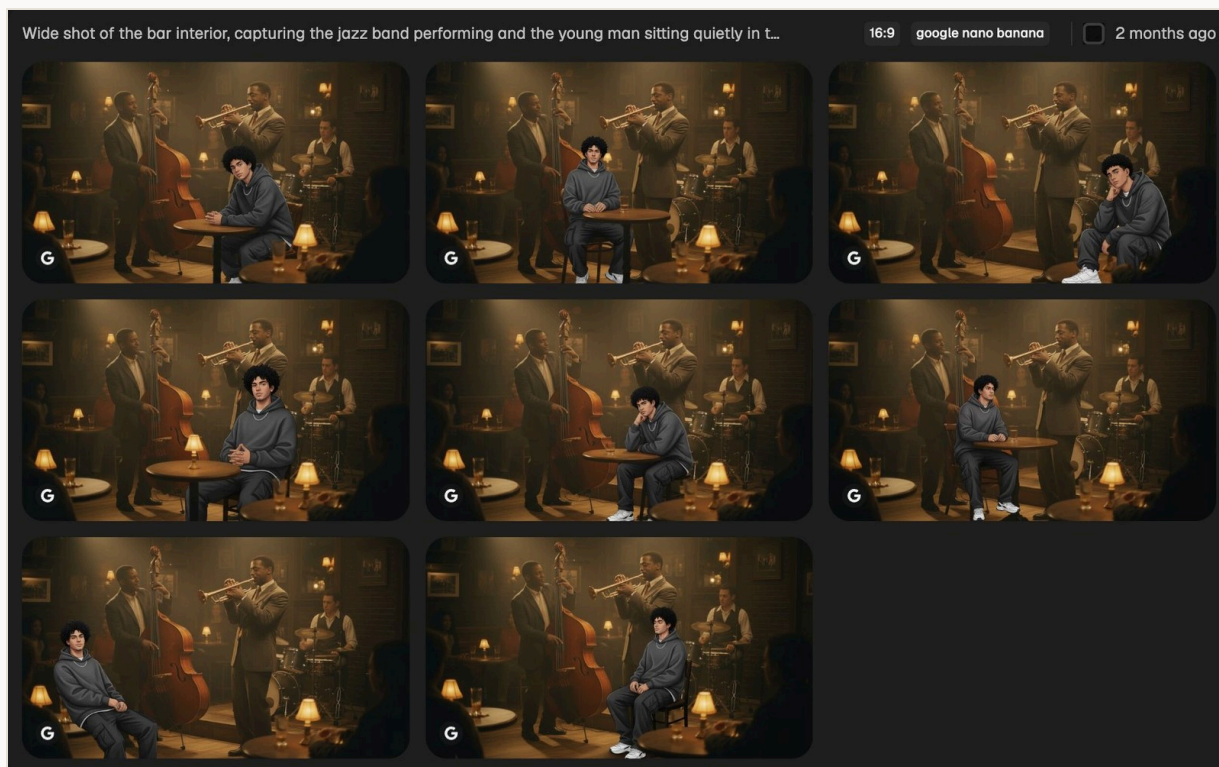 Wide shot of the bar interior, capturing the jazz band performing and the young man sitting quietly in t...
16:9 google nano banana 2 months ago
G G G
G G G
G G